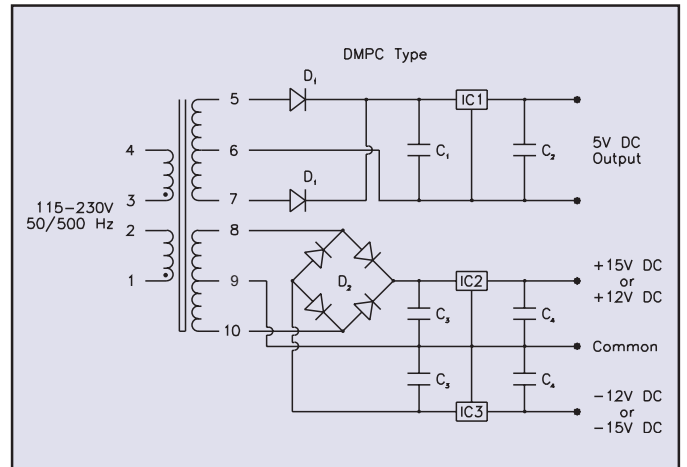 DMPC Type
D₁
5
IC1
4
6
C₁
C₂
5V DC
Output
D₁
3
7
115-230V
50/500 Hz
2
8
+15V DC
or
+12V DC
1
9
D₂
IC2
C₃
C₄
10
Common
C₃
C₄
IC3
-12V DC
or
-15V DC